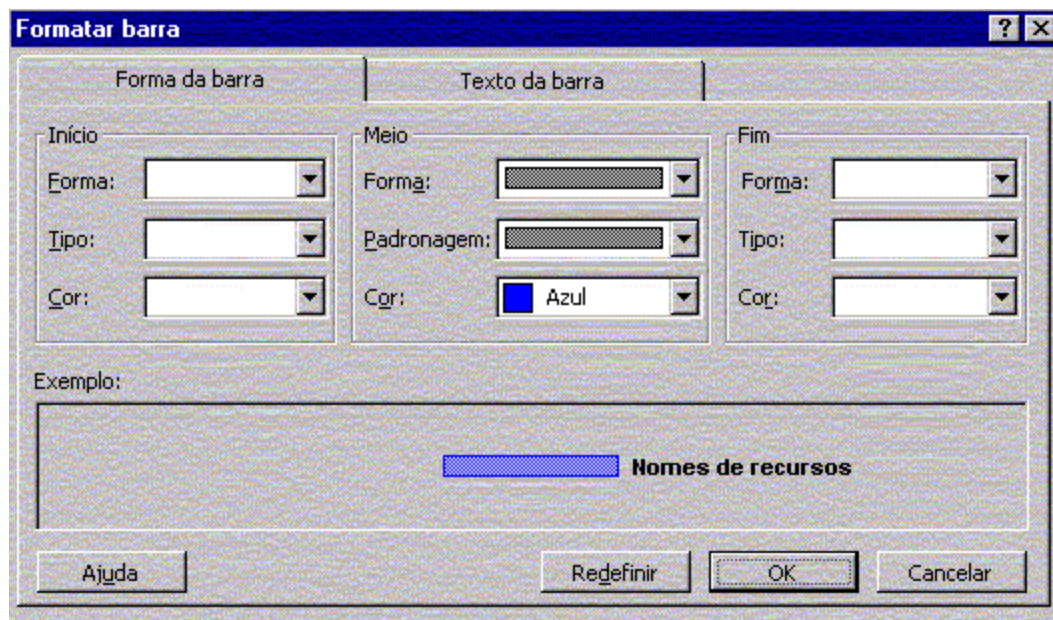 Formatar barra
Forma da barra Texto da barra
Início Meio Fim
Forma: Forma: Forma:
Tipo: Padronagem: Tipo:
Cor: Cor: Azul Cor:
Exemplo:
Nomes de recursos
Ajuda Redefinir OK Cancelar